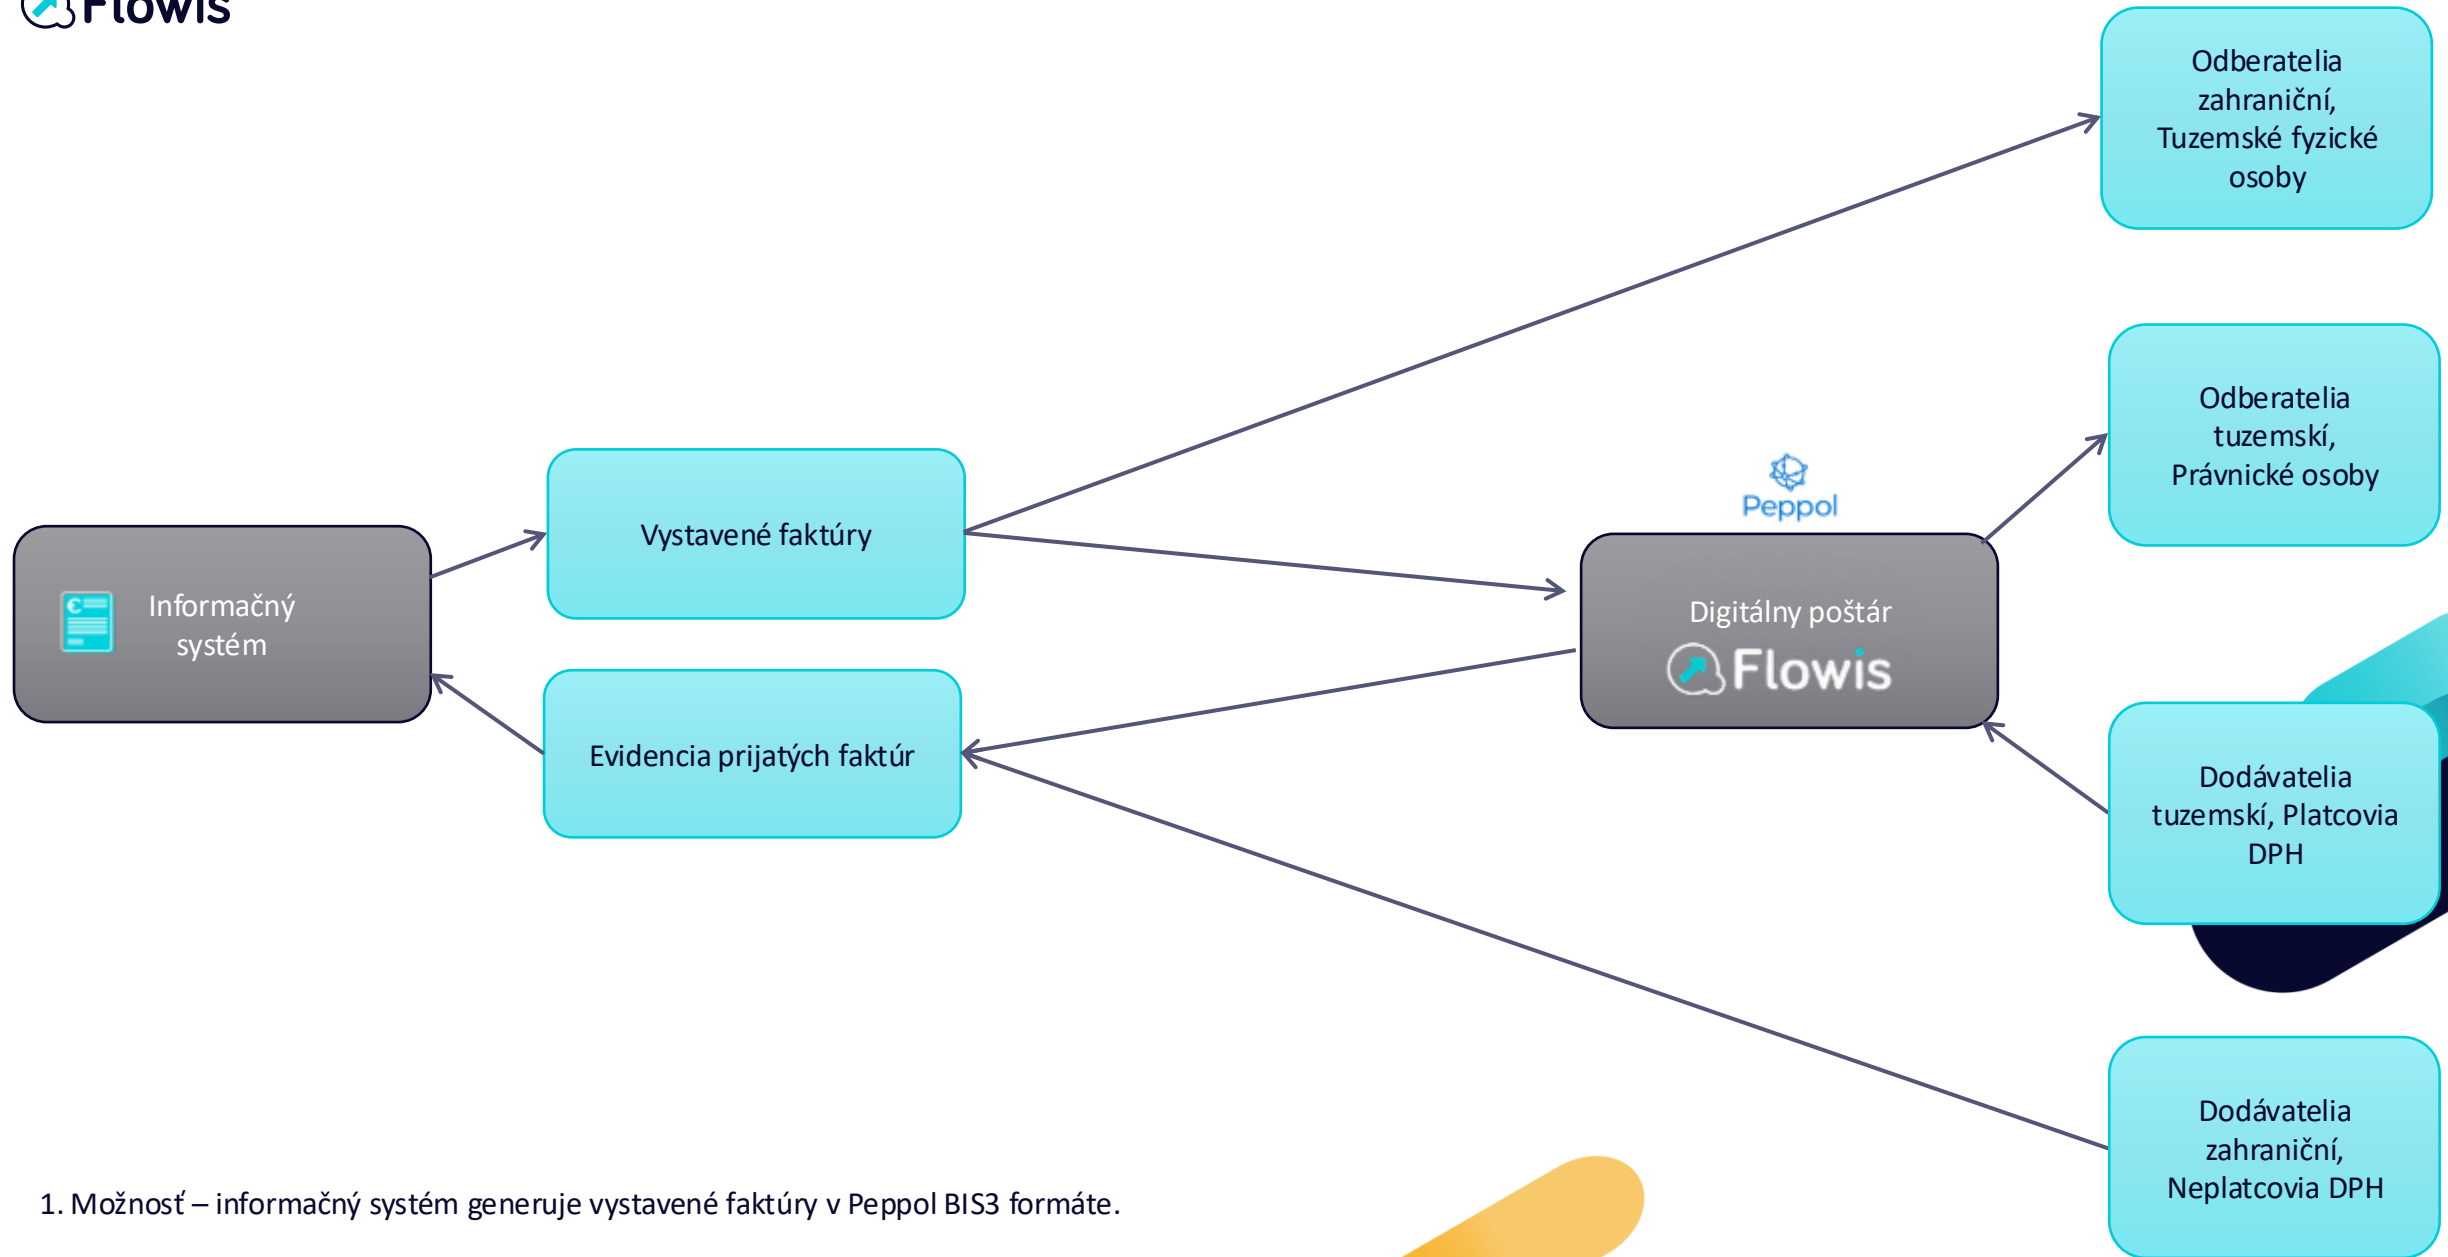 Flowis
Odberatelia
zahraniční,
Tuzemské fyzické
osoby
Odberatelia
tuzemskí,
Právnické osoby
Peppol
Vystavené faktúry
Informačný
systém
€
Digitálny poštár
Flowis
Evidencia prijatých faktúr
Dodávatelia
tuzemskí, Platcovia
DPH
Dodávatelia
zahraniční,
Neplatcovia DPH
1. Možnosť – informačný systém generuje vystavené faktúry v Peppol BIS3 formáte.